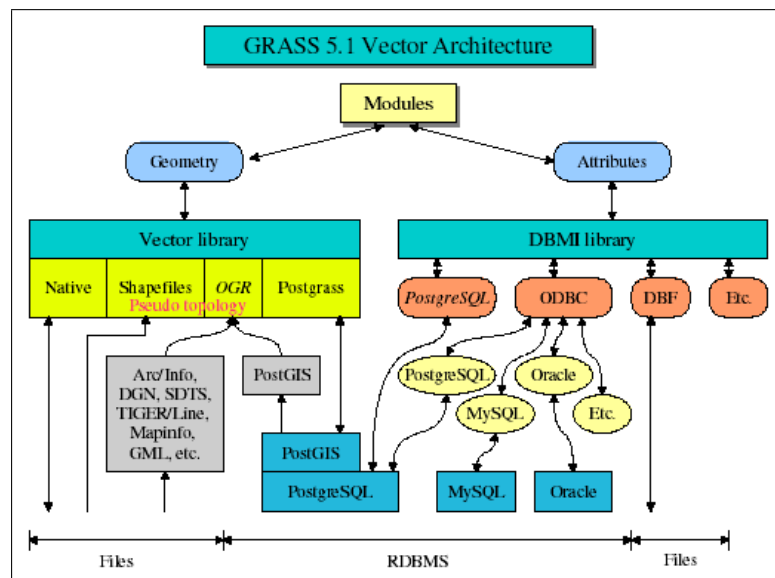 GRASS 5.1 Vector Architecture
Modules
Geometry
Attributes
Vector library
DBMI library
Native
Shapefiles
OGR
Postgrass
Pseudo topology
PostgreSQL
ODBC
DBF
Etc.
Arc/Info,
DGN, SDTS,
TIGER/Line,
Mapinfo,
GML, etc.
PostGIS
PostgreSQL
MySQL
Oracle
Etc.
PostGIS
PostgreSQL
MySQL
Oracle
Files
RDBMS
Files